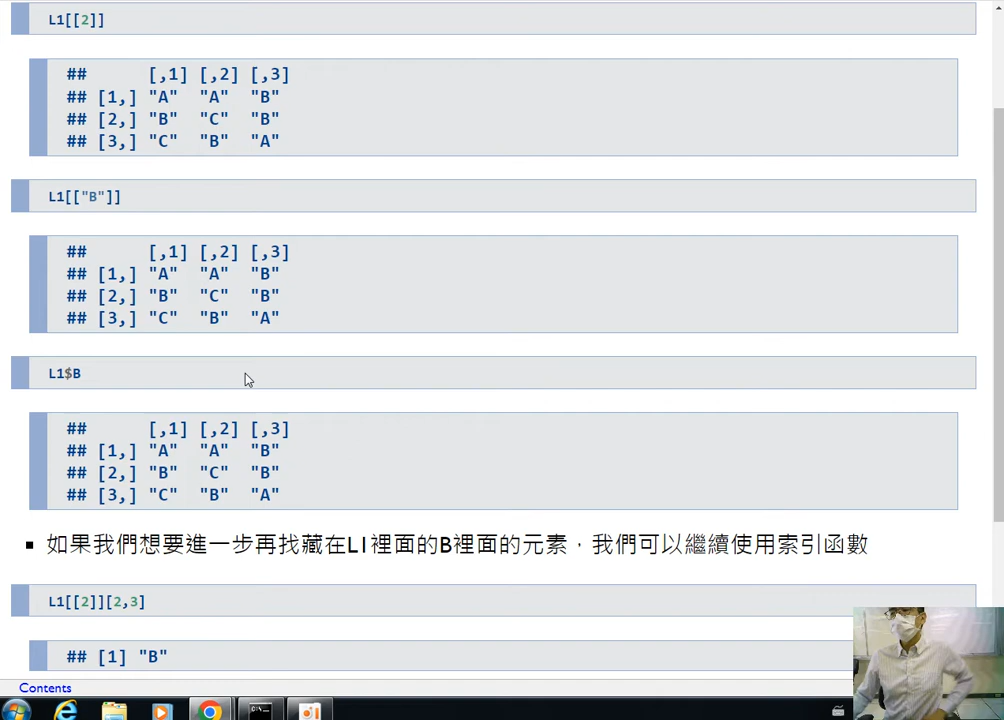 L1[[2]]
##      [,1] [,2] [,3]
## [1,] "A"  "A"  "B"
## [2,] "B"  "C"  "B"
## [3,] "C"  "B"  "A"
L1[["B"]]
##      [,1] [,2] [,3]
## [1,] "A"  "A"  "B"
## [2,] "B"  "C"  "B"
## [3,] "C"  "B"  "A"
L1$B
##      [,1] [,2] [,3]
## [1,] "A"  "A"  "B"
## [2,] "B"  "C"  "B"
## [3,] "C"  "B"  "A"
▪ 如果我們想要進一步再找藏在L1裡面的B裡面的元素，我們可以繼續使用索引函數
L1[[2]][2,3]
## [1] "B"
Contents